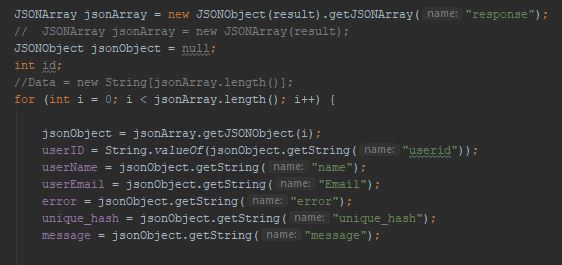 JSONArray jsonArray = new JSONObject(result).getJSONArray( name: "response");
//  JSONArray jsonArray = new JSONArray(result);
JSONObject jsonObject = null;
int id;
//Data = new String[jsonArray.length()];
for (int i = 0; i < jsonArray.length(); i++) {
jsonObject = jsonArray.getJSONObject(i);
userID = String.valueOf(jsonObject.getString( name: "userid"));
userName = jsonObject.getString( name: "name");
userEmail = jsonObject.getString( name: "Email");
error = jsonObject.getString( name: "error");
unique_hash = jsonObject.getString( name: "unique_hash");
message = jsonObject.getString( name: "message");